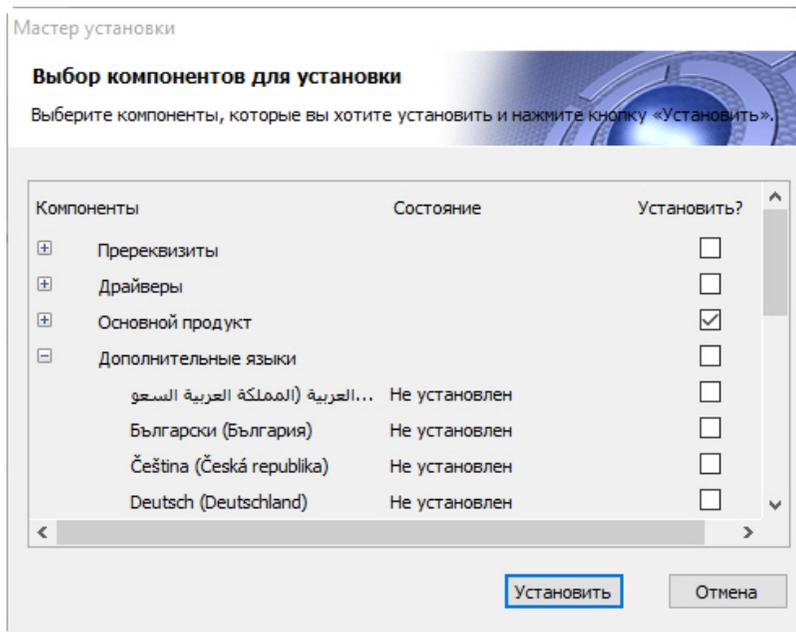 Мастер установки
Выбор компонентов для установки
Выберите компоненты, которые вы хотите установить и нажмите кнопку «Установить».
Компоненты Состояние Установить?
Пререквизиты
Драйверы
Основной продукт
Дополнительные языки
العربية (المملكة العربية السعو... Не установлен
Български (България) Не установлен
Čeština (Česká republika) Не установлен
Deutsch (Deutschland) Не установлен
Установить Отмена